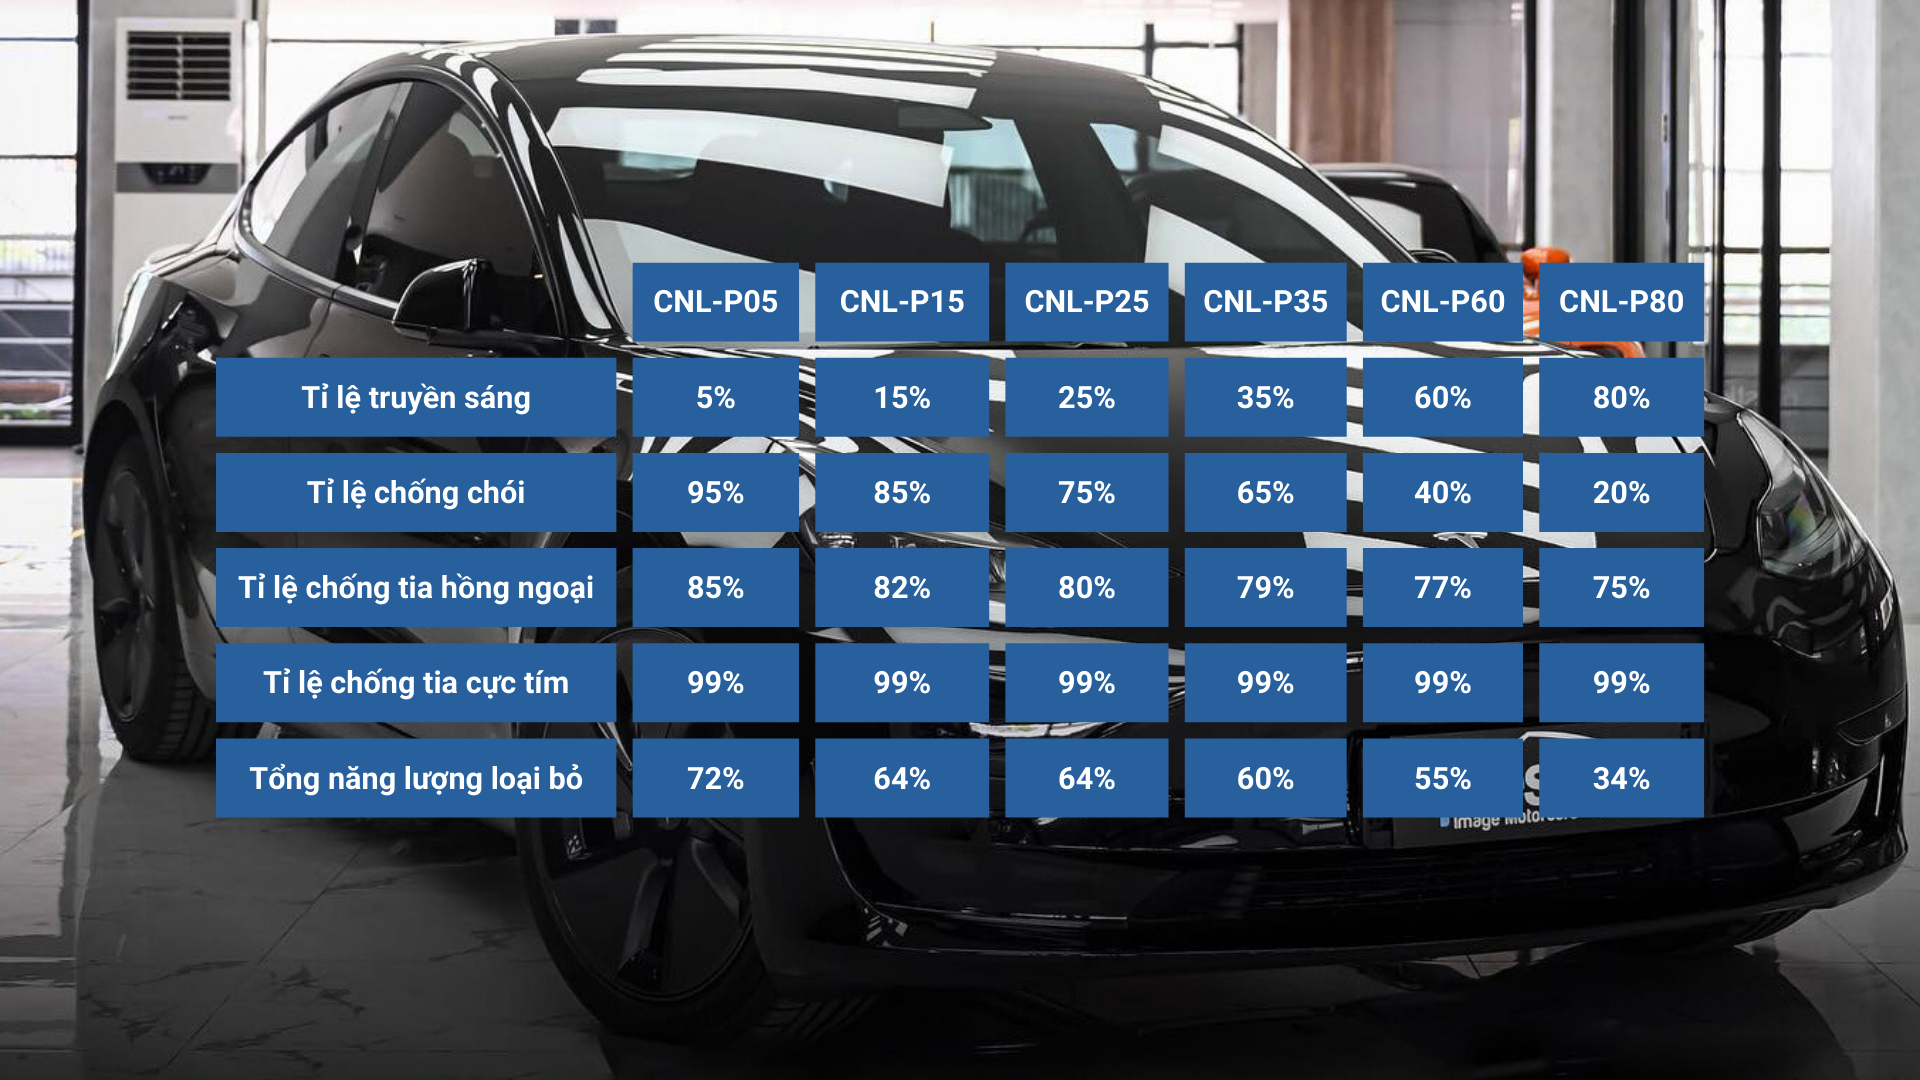 CNL-P05 CNL-P15 CNL-P25 CNL-P35 CNL-P60 CNL-P80
Tỉ lệ truyền sáng 5% 15% 25% 35% 60% 80%
Tỉ lệ chống chói 95% 85% 75% 65% 40% 20%
Tỉ lệ chống tia hồng ngoại 85% 82% 80% 79% 77% 75%
Tỉ lệ chống tia cực tím 99% 99% 99% 99% 99% 99%
Tổng năng lượng loại bỏ 72% 64% 64% 60% 55% 34%
Image